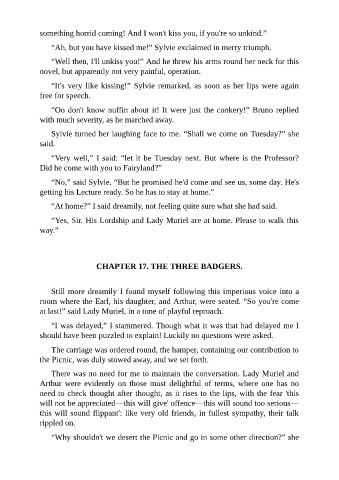 something horrid coming! And I won't kiss you, if you're so unkind.”
“Ah, but you have kissed me!” Sylvie exclaimed in merry triumph.
“Well then, I'll unkiss you!” And he threw his arms round her neck for this
novel, but apparently not very painful, operation.
“It's very like kissing!” Sylvie remarked, as soon as her lips were again
free for speech.
“Oo don't know nuffin about it! It were just the conkery!” Bruno replied
with much severity, as he marched away.
Sylvie turned her laughing face to me. “Shall we come on Tuesday?” she
said.
“Very well,” I said: “let it be Tuesday next. But where is the Professor?
Did he come with you to Fairyland?”
“No,” said Sylvie. “But he promised he'd come and see us, some day. He's
getting his Lecture ready. So he has to stay at home.”
“At home?” I said dreamily, not feeling quite sure what she had said.
“Yes, Sir. His Lordship and Lady Muriel are at home. Please to walk this
way.”
CHAPTER 17. THE THREE BADGERS.
Still more dreamily I found myself following this imperious voice into a
room where the Earl, his daughter, and Arthur, were seated. “So you're come
at last!” said Lady Muriel, in a tone of playful reproach.
“I was delayed,” I stammered. Though what it was that had delayed me I
should have been puzzled to explain! Luckily no questions were asked.
The carriage was ordered round, the hamper, containing our contribution to
the Picnic, was duly stowed away, and we set forth.
There was no need for me to maintain the conversation. Lady Muriel and
Arthur were evidently on those most delightful of terms, where one has no
need to check thought after thought, as it rises to the lips, with the fear 'this
will not be appreciated—this will give' offence—this will sound too serious—
this will sound flippant': like very old friends, in fullest sympathy, their talk
rippled on.
“Why shouldn't we desert the Picnic and go in some other direction?” she